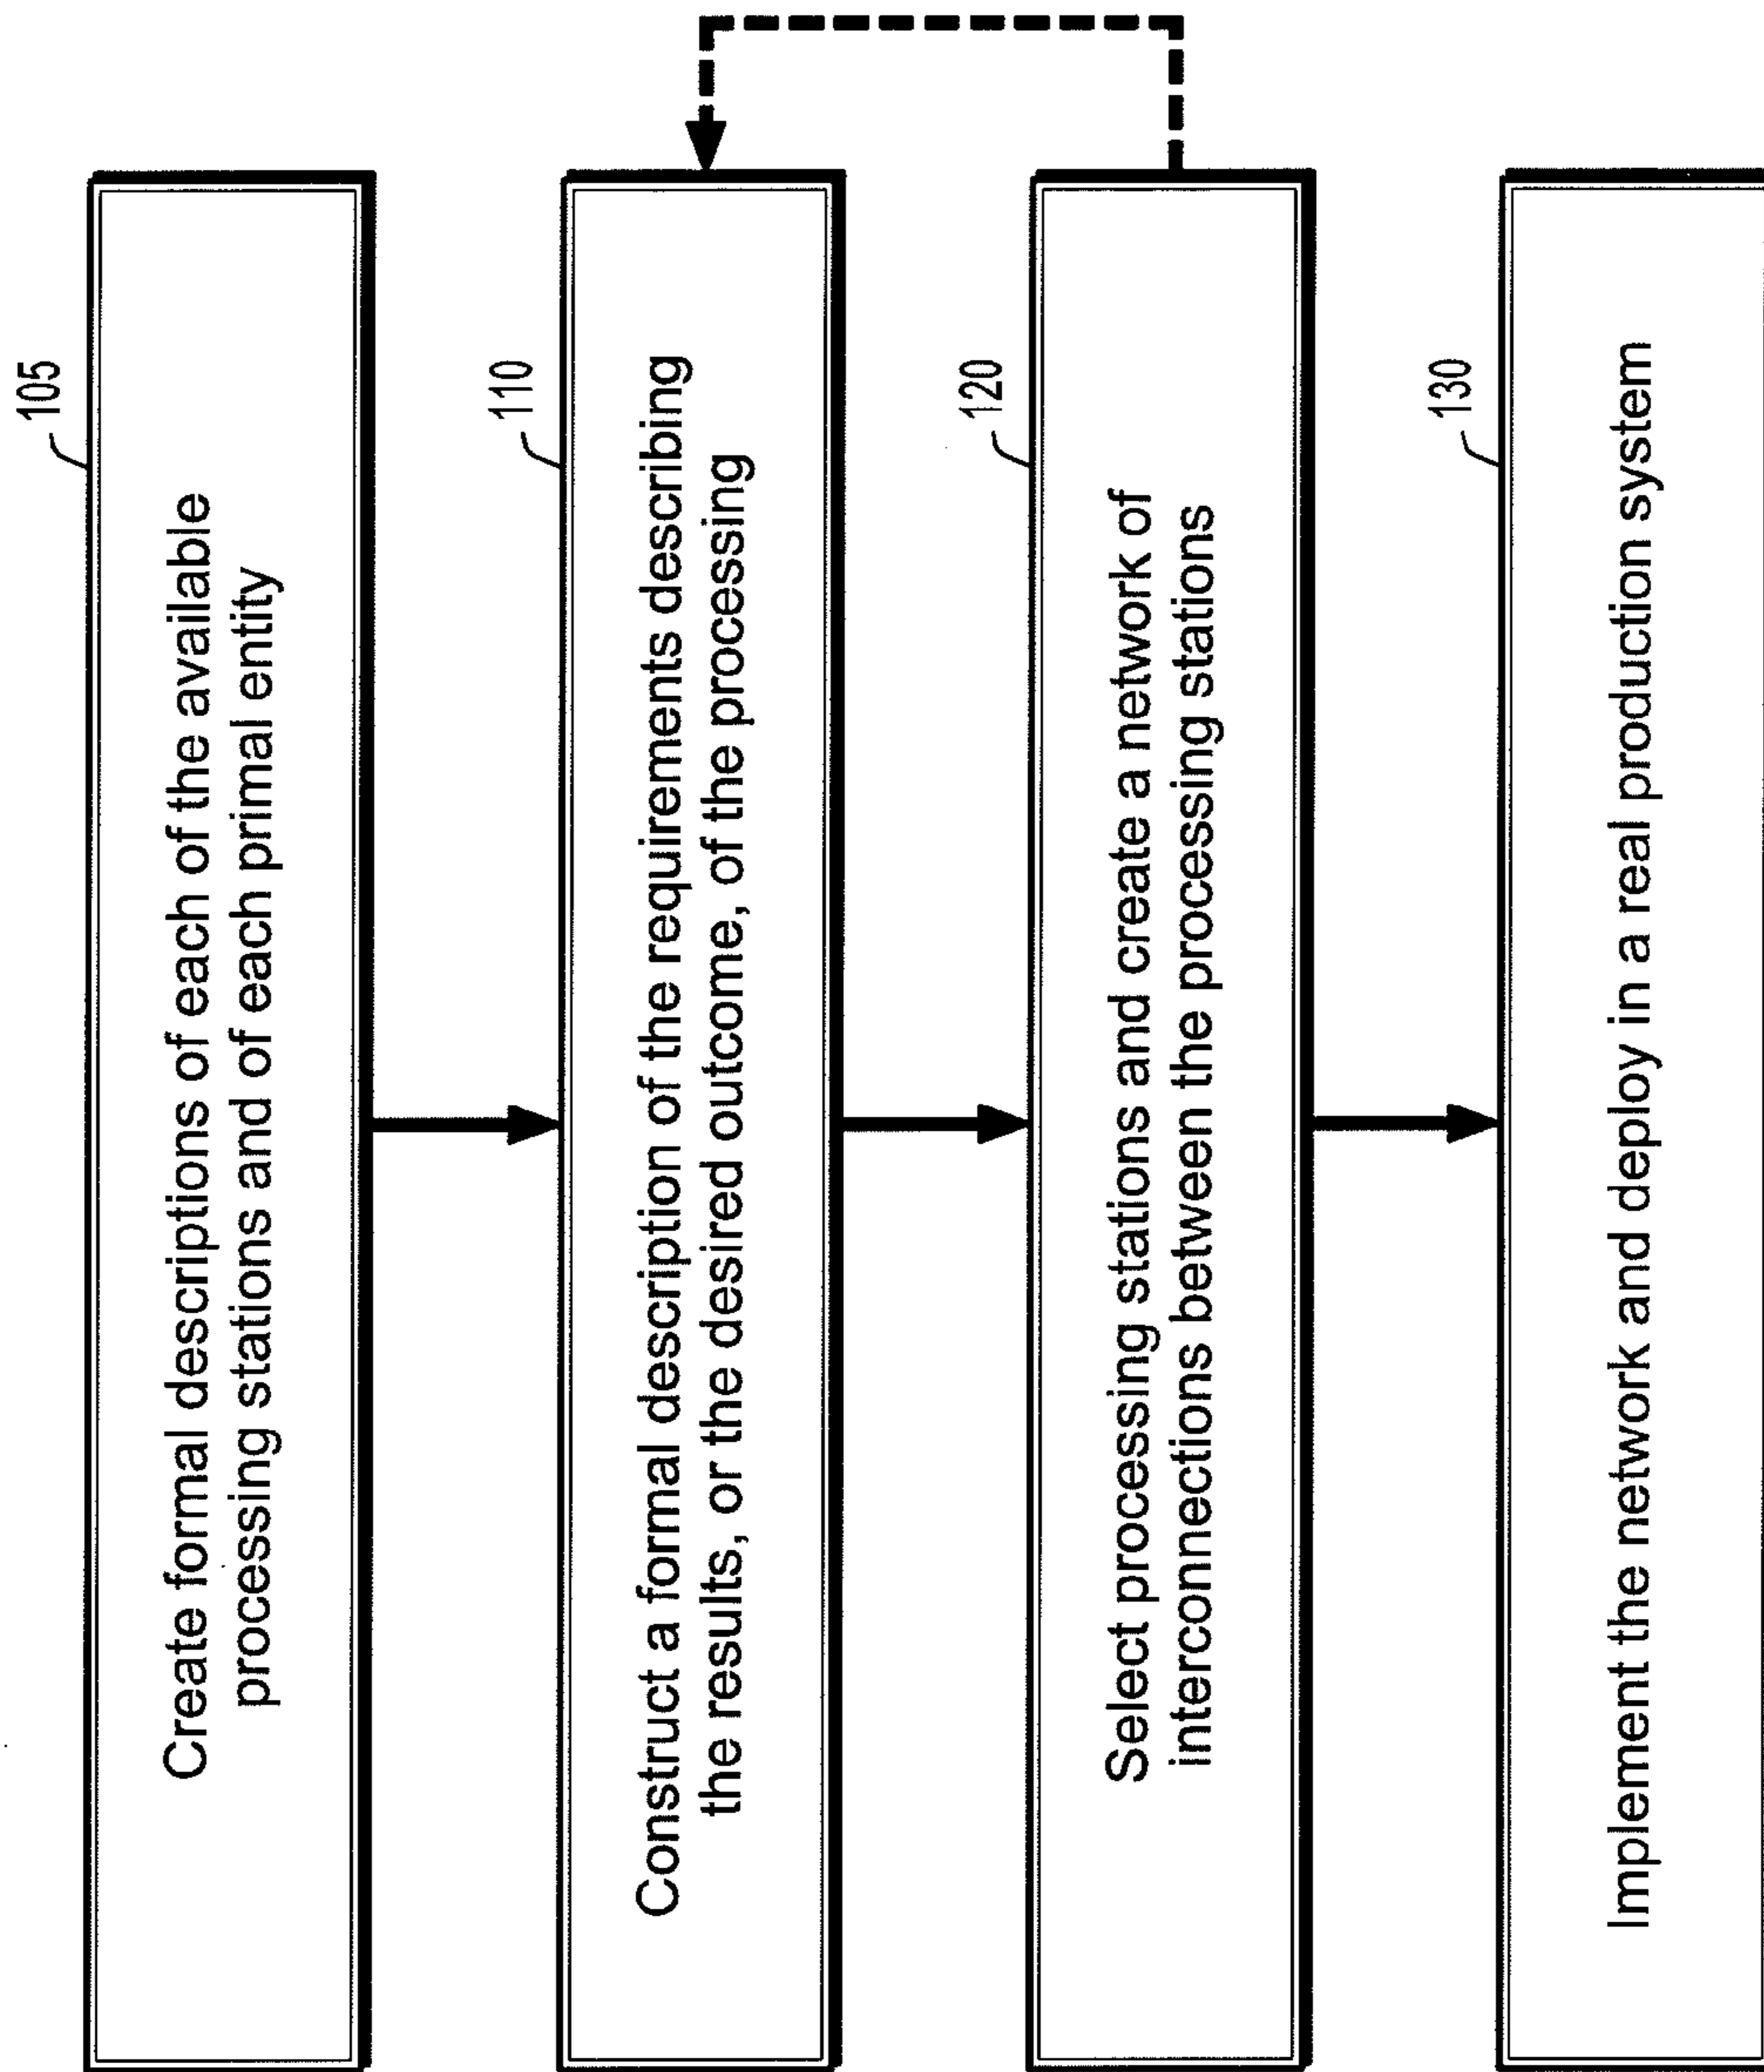 105
Create formal descriptions of each of the available
processing stations and of each primal entity
110
Construct a formal description of the requirements describing
the results, or the desired outcome, of the processing
120
Select processing stations and create a network of
interconnections between the processing stations
130
Implement the network and deploy in a real production system